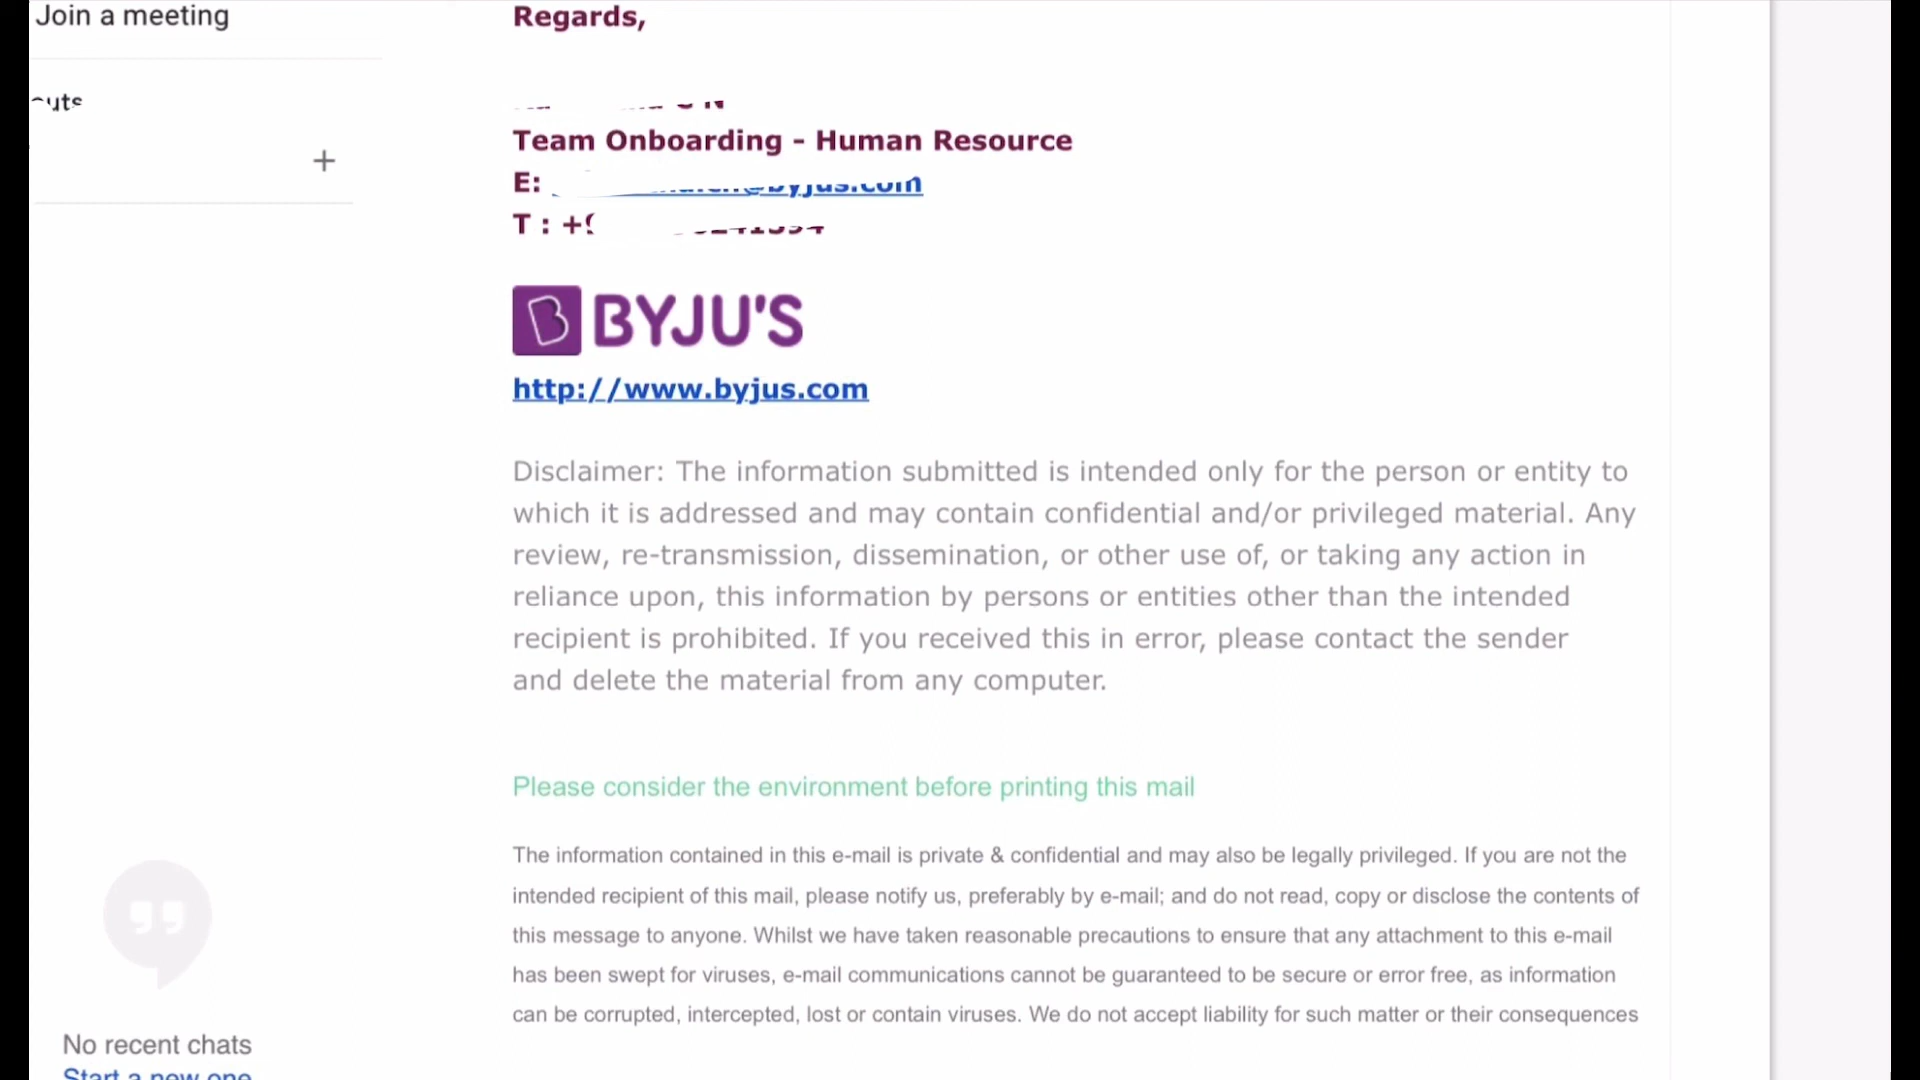 Join a meeting
Regards,
Team Onboarding - Human Resource
E:
T :
BYJU'S
http://www.byjus.com
Disclaimer: The information submitted is intended only for the person or entity to
which it is addressed and may contain confidential and/or privileged material. Any
review, re-transmission, dissemination, or other use of, or taking any action in
reliance upon, this information by persons or entities other than the intended
recipient is prohibited. If you received this in error, please contact the sender
and delete the material from any computer.
Please consider the environment before printing this mail
The information contained in this e-mail is private & confidential and may also be legally privileged. If you are not the
intended recipient of this mail, please notify us, preferably by e-mail; and do not read, copy or disclose the contents of
this message to anyone. Whilst we have taken reasonable precautions to ensure that any attachment to this e-mail
has been swept for viruses, e-mail communications cannot be guaranteed to be secure or error free, as information
can be corrupted, intercepted, lost or contain viruses. We do not accept liability for such matter or their consequences
No recent chats
Start a new one